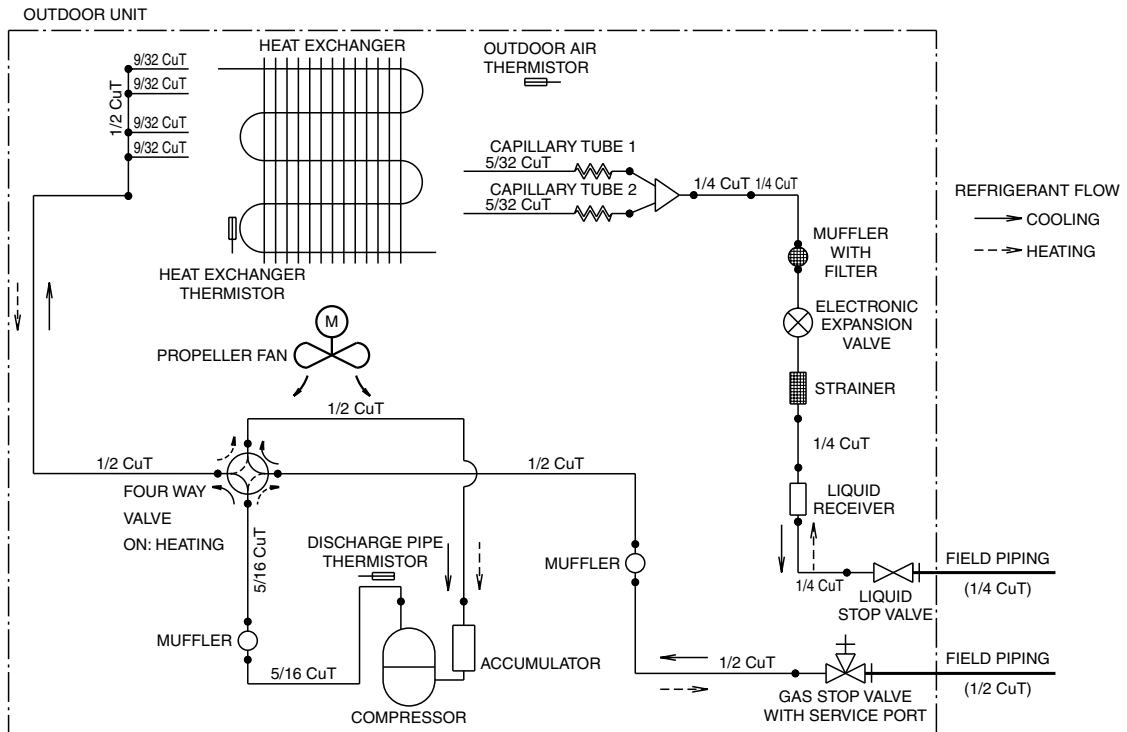 OUTDOOR UNIT
9/32 CuT
9/32 CuT
9/32 CuT
9/32 CuT
1/2 CuT
HEAT EXCHANGER
HEAT EXCHANGER
THERMISTOR
OUTDOOR AIR
THERMISTOR
CAPILLARY TUBE 1
5/32 CuT
CAPILLARY TUBE 2
5/32 CuT
1/4 CuT
1/4 CuT
REFRIGERANT FLOW
COOLING
HEATING
MUFFLER
WITH
FILTER
ELECTRONIC
EXPANSION
VALVE
STRAINER
1/4 CuT
LIQUID
RECEIVER
1/4 CuT
LIQUID
STOP VALVE
FIELD PIPING
(1/4 CuT)
M
PROPELLER FAN
1/2 CuT
1/2 CuT
1/2 CuT
FOUR WAY
VALVE
ON: HEATING
5/16 CuT
DISCHARGE PIPE
THERMISTOR
MUFFLER
MUFFLER
5/16 CuT
COMPRESSOR
ACCUMULATOR
1/2 CuT
GAS STOP VALVE
WITH SERVICE PORT
FIELD PIPING
(1/2 CuT)